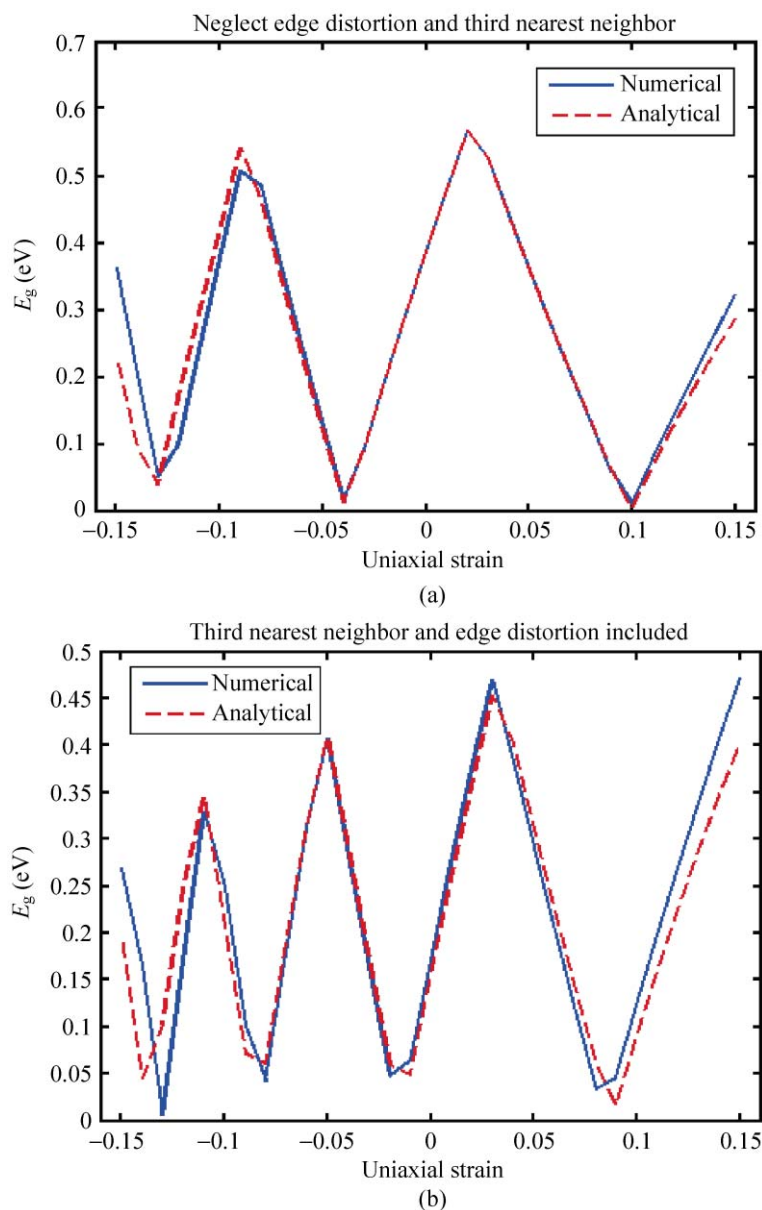 Neglect edge distortion and third nearest neighbor
0.7
0.6
0.5
0.4
0.3
0.2
0.1
0
E_g (eV)
Numerical
Analytical
−0.15 −0.1 −0.05 0 0.05 0.1 0.15
Uniaxial strain
(a)
Third nearest neighbor and edge distortion included
0.5
0.45
0.4
0.35
0.3
0.25
0.2
0.15
0.1
0.05
0
E_g (eV)
Numerical
Analytical
−0.15 −0.1 −0.05 0 0.05 0.1 0.15
Uniaxial strain
(b)